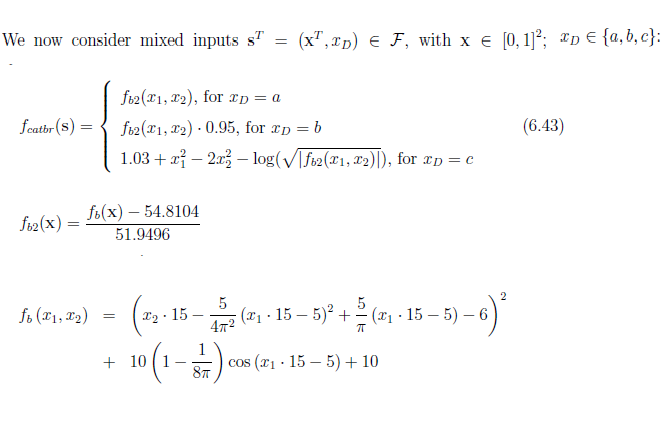 We now consider mixed inputs s^T = (x^T, x_D) ∈ F, with x ∈ [0, 1]^2; x_D ∈ {a, b, c}:
f_catbr(s) = { f_b2(x_1, x_2), for x_D = a
f_b2(x_1, x_2) · 0.95, for x_D = b (6.43)
1.03 + x_1^2 − 2x_2^2 − log(√|f_b2(x_1, x_2)|), for x_D = c
f_b2(x) = (f_b(x) − 54.8104) / 51.9496
f_b (x_1, x_2) = (x_2 · 15 − 5/(4π^2) (x_1 · 15 − 5)^2 + 5/π (x_1 · 15 − 5) − 6)^2
+ 10 (1 − 1/(8π)) cos (x_1 · 15 − 5) + 10